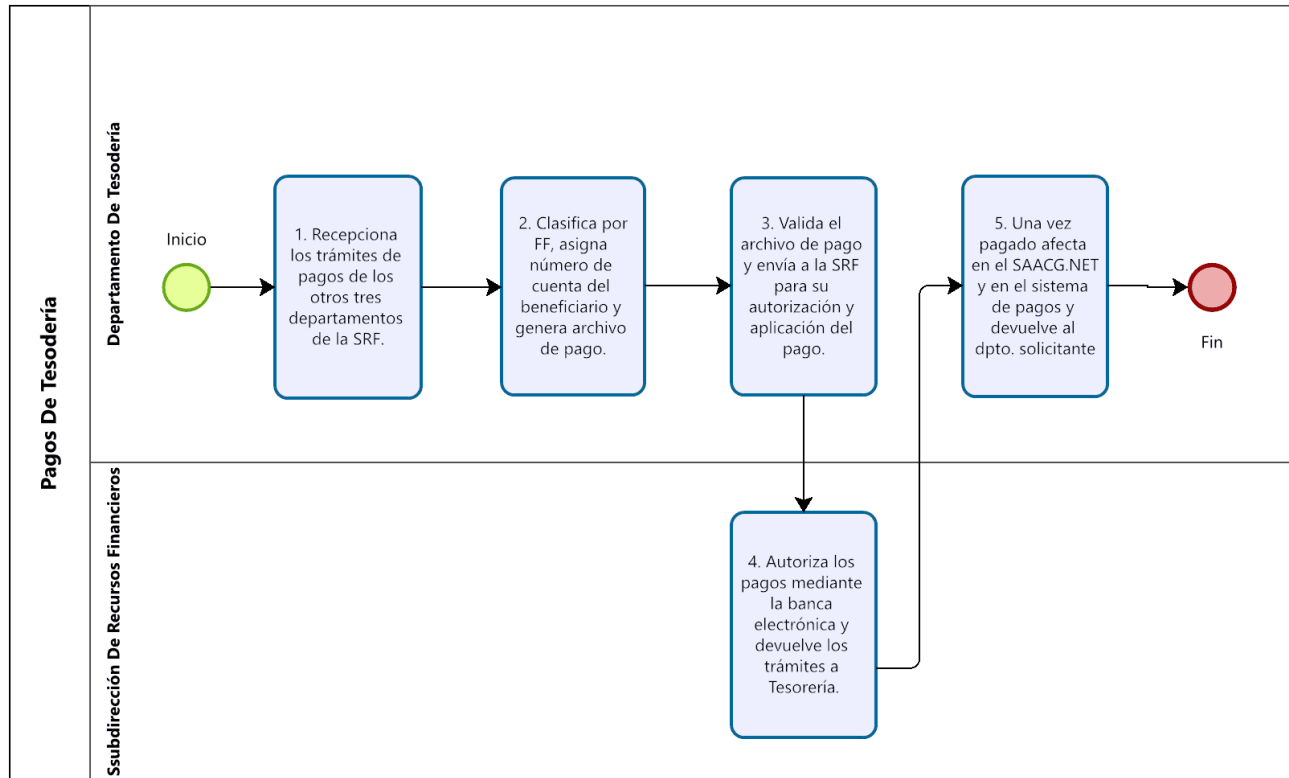 Pagos De Tesodería
Departamento De Tesodería
Inicio
1. Recepciona
los trámites de
pagos de los
otros tres
departamentos
de la SRF.
2. Clasifica por
FF, asigna
número de
cuenta del
beneficiario y
genera archivo
de pago.
3. Valida el
archivo de pago
y envía a la SRF
para su
autorización y
aplicación del
pago.
5. Una vez
pagado afecta
en el SAACG.NET
y en el sistema
de pagos y
devuelve al
dpto. solicitante
Fin
Ssubdirección De Recursos Financieros
4. Autoriza los
pagos mediante
la banca
electrónica y
devuelve los
trámites a
Tesorería.